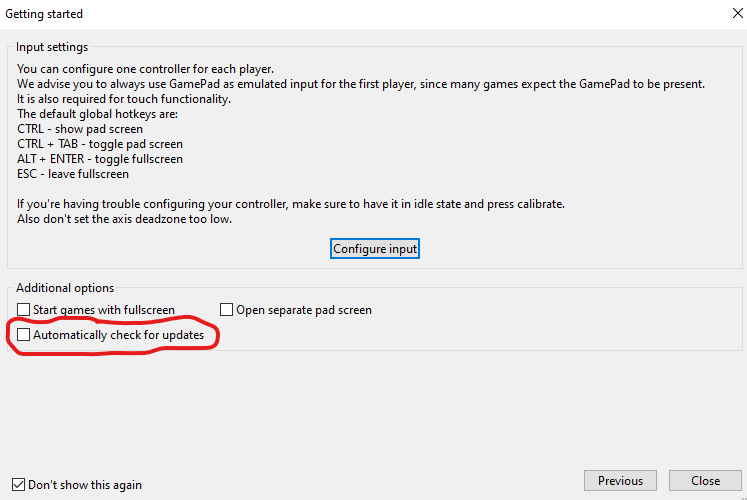 Getting started
Input settings
You can configure one controller for each player.
We advise you to always use GamePad as emulated input for the first player, since many games expect the GamePad to be present.
It is also required for touch functionality.
The default global hotkeys are:
CTRL - show pad screen
CTRL + TAB - toggle pad screen
ALT + ENTER - toggle fullscreen
ESC - leave fullscreen
If you're having trouble configuring your controller, make sure to have it in idle state and press calibrate.
Also don't set the axis deadzone too low.
Configure input
Additional options
Start games with fullscreen Open separate pad screen
Automatically check for updates
Don't show this again Previous Close